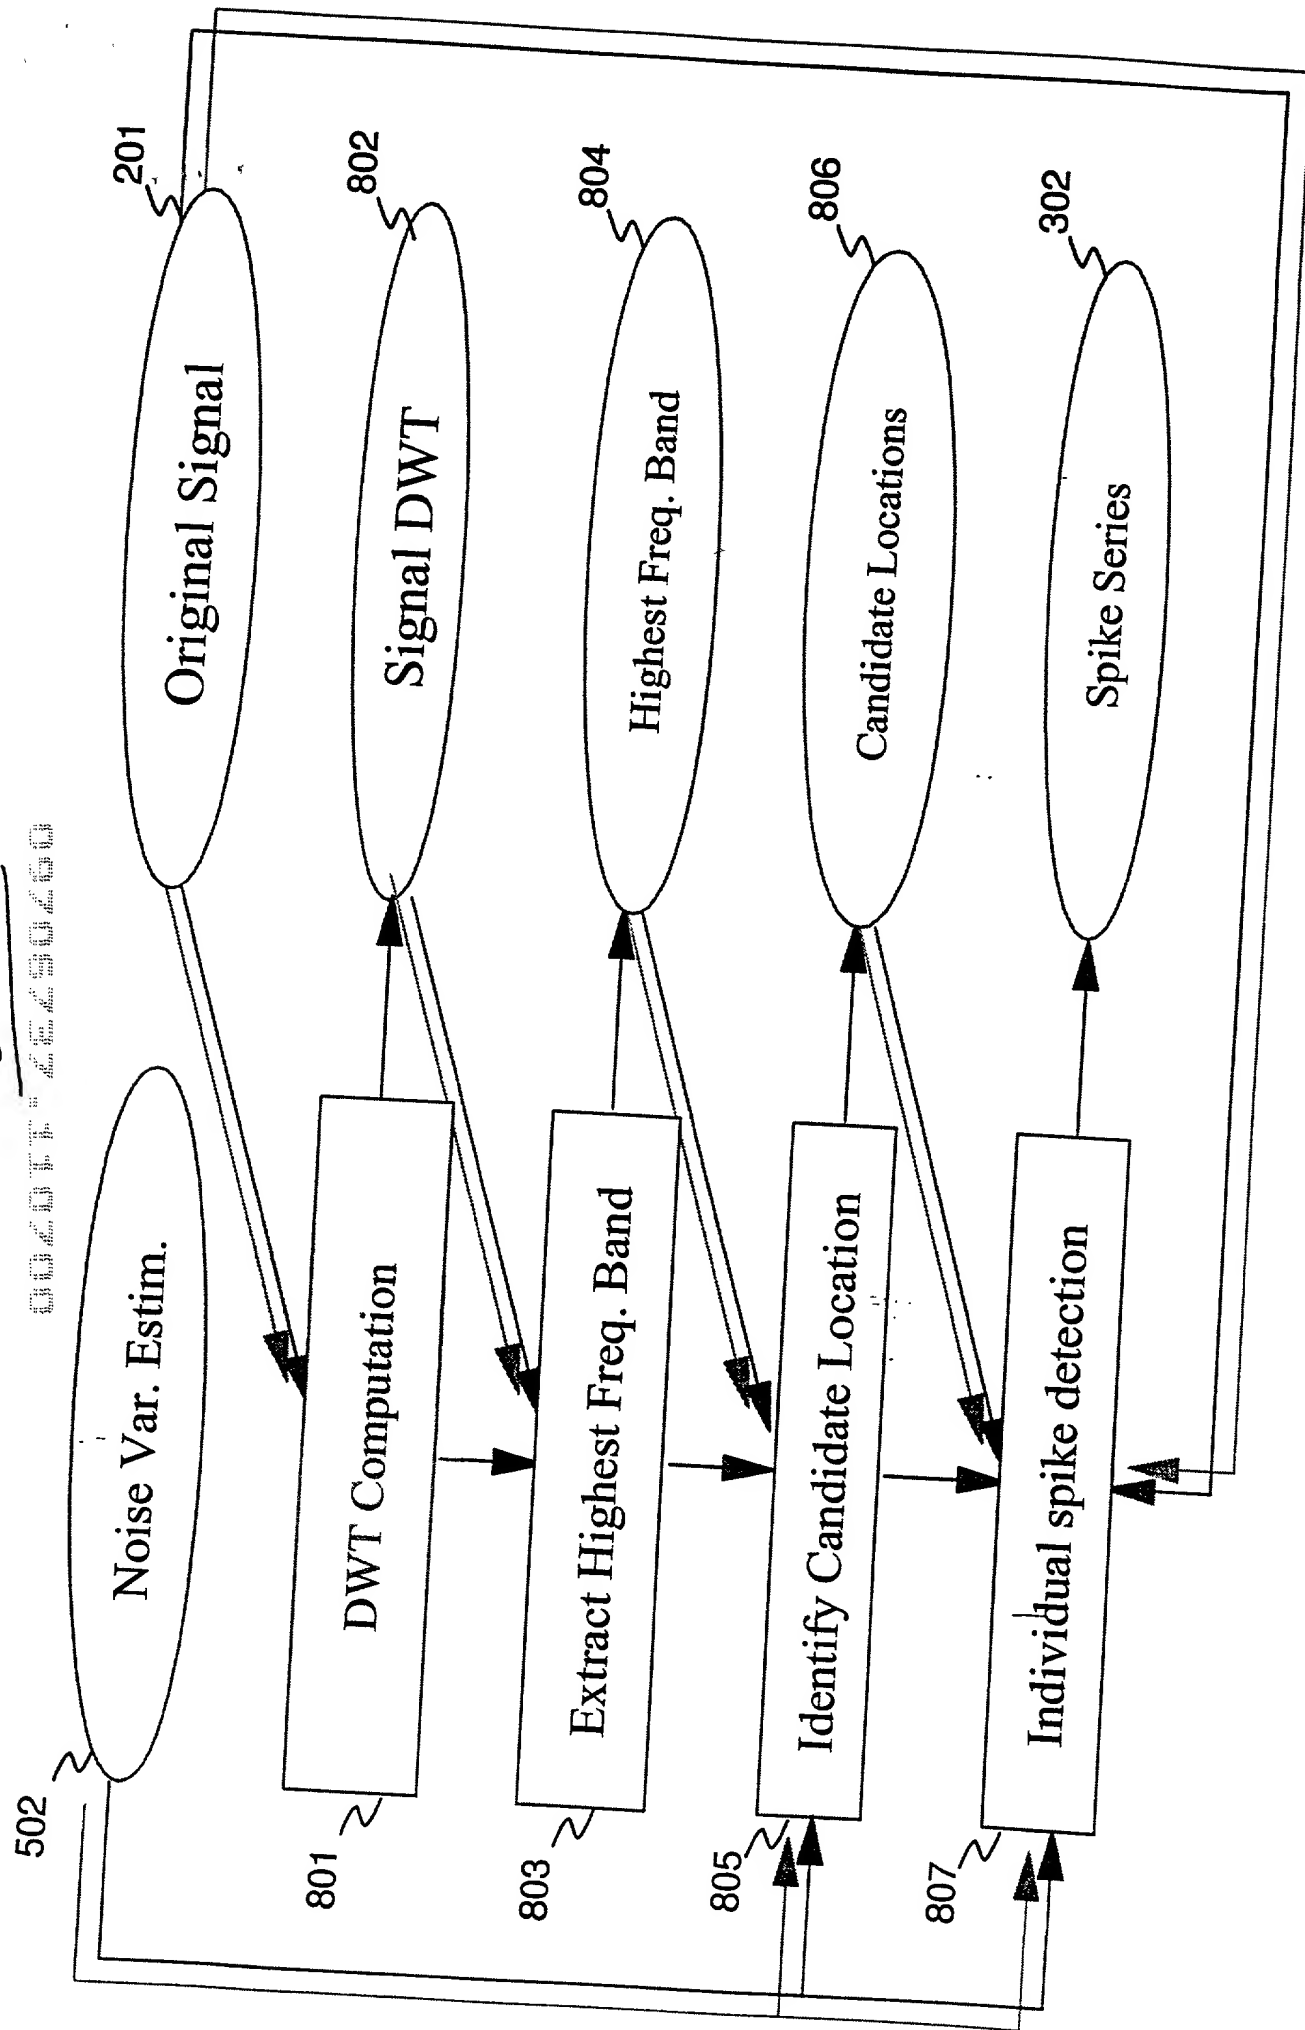 502
Noise Var. Estim.
Original Signal
201
801
DWT Computation
Signal DWT
802
803
Extract Highest Freq. Band
Highest Freq. Band
804
805
Identify Candidate Location
Candidate Locations
806
807
Individual spike detection
Spike Series
302